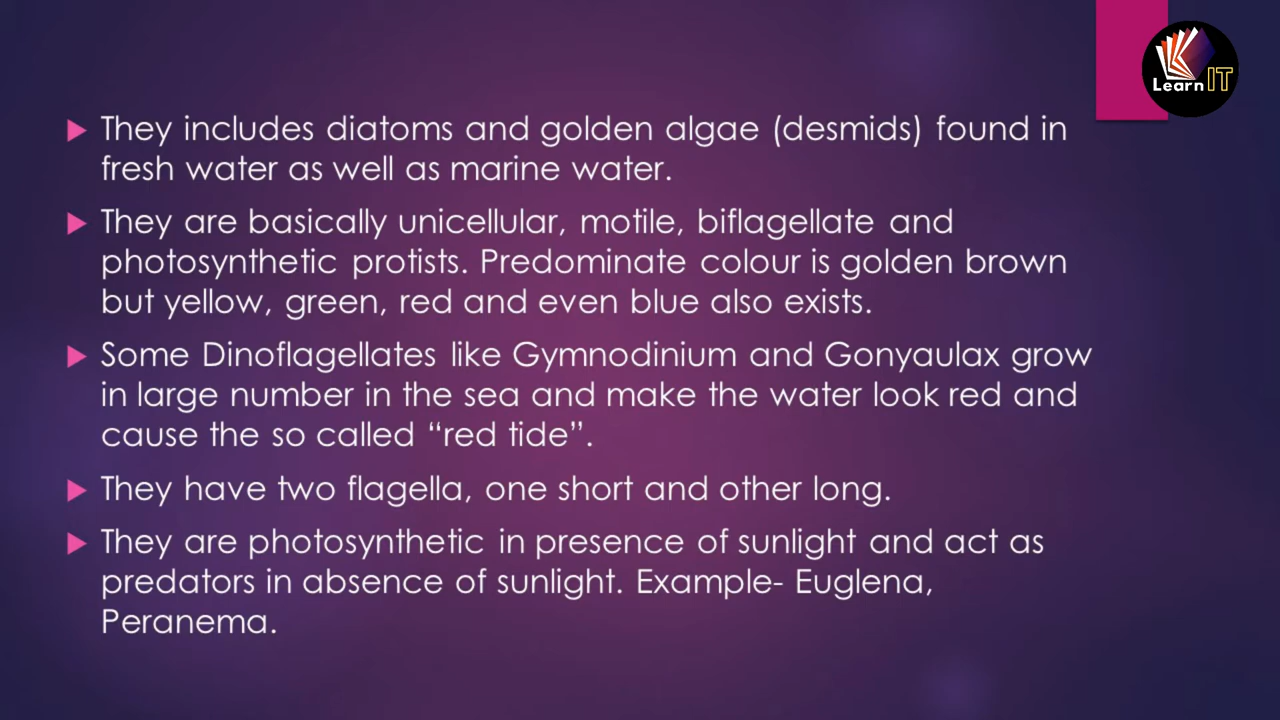 Learn IT
They includes diatoms and golden algae (desmids) found in
fresh water as well as marine water.
They are basically unicellular, motile, biflagellate and
photosynthetic protists. Predominate colour is golden brown
but yellow, green, red and even blue also exists.
Some Dinoflagellates like Gymnodinium and Gonyaulax grow
in large number in the sea and make the water look red and
cause the so called “red tide”.
They have two flagella, one short and other long.
They are photosynthetic in presence of sunlight and act as
predators in absence of sunlight. Example- Euglena,
Peranema.